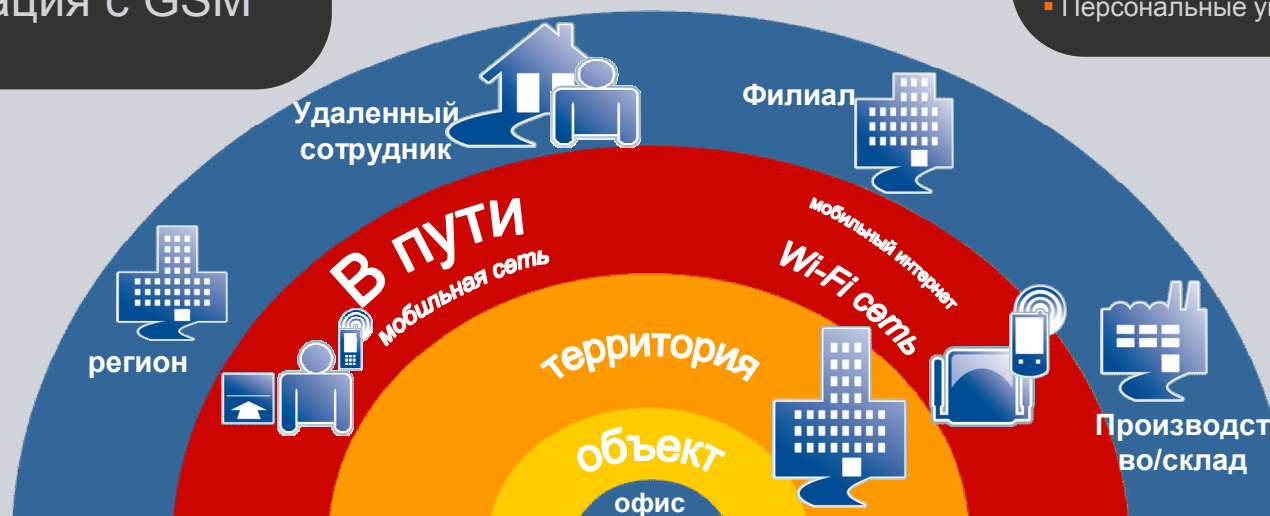 ация с GSM
Персональные у
Удаленный
сотрудник
Филиал
В пути
мобильная сеть
мобильный интернет
Wi-Fi сеть
регион
территория
Производст
во/склад
объект
офис